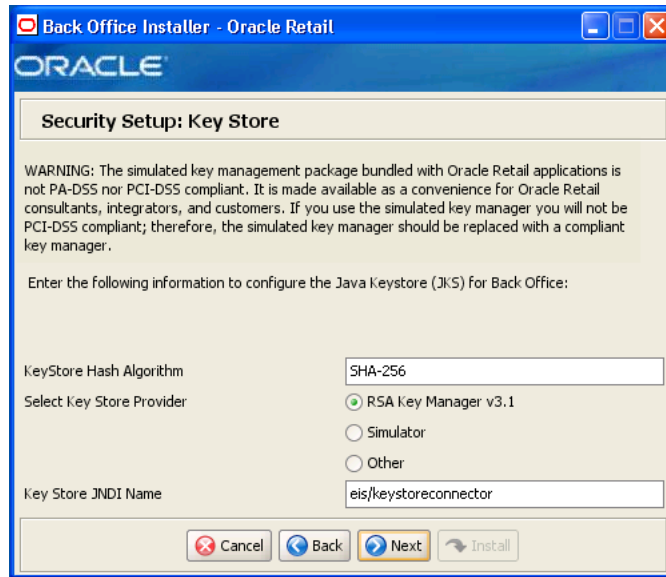 Back Office Installer - Oracle Retail
ORACLE
Security Setup: Key Store
WARNING: The simulated key management package bundled with Oracle Retail applications is
not PA-DSS nor PCI-DSS compliant. It is made available as a convenience for Oracle Retail
consultants, integrators, and customers. If you use the simulated key manager you will not be
PCI-DSS compliant; therefore, the simulated key manager should be replaced with a compliant
key manager.
Enter the following information to configure the Java Keystore (JKS) for Back Office:
KeyStore Hash Algorithm SHA-256
Select Key Store Provider RSA Key Manager v3.1
Simulator
Other
Key Store JNDI Name eis/keystoreconnector
Cancel Back Next Install